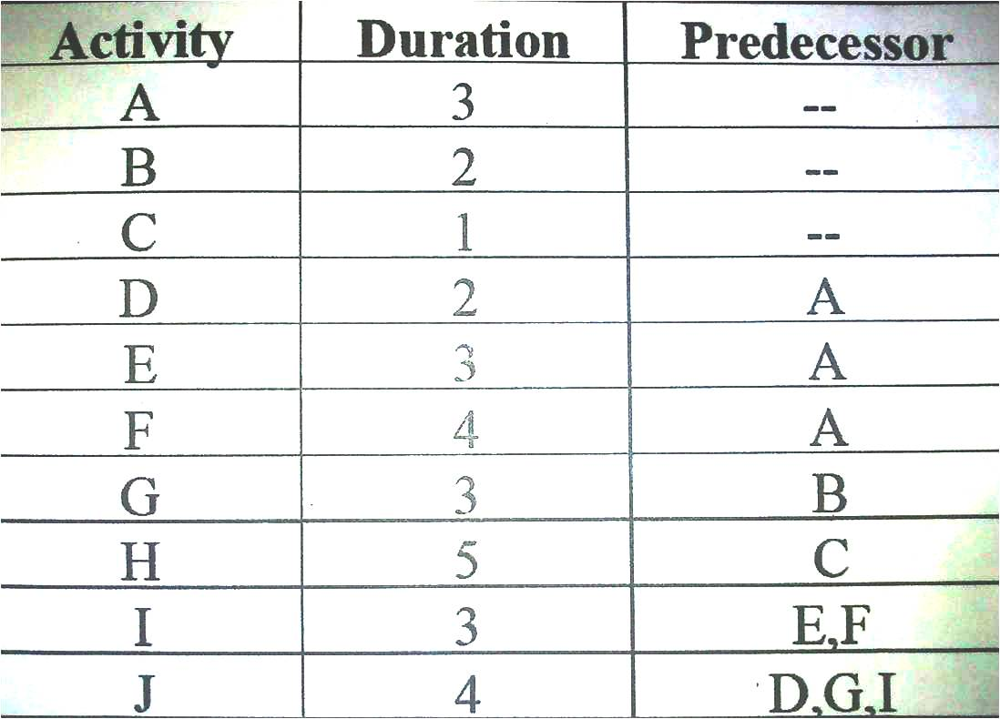 Activity Duration Predecessor
A 3 --
B 2 --
C 1 --
D 2 A
E 3 A
F 4 A
G 3 B
H 5 C
I 3 E,F
J 4 D,G,I